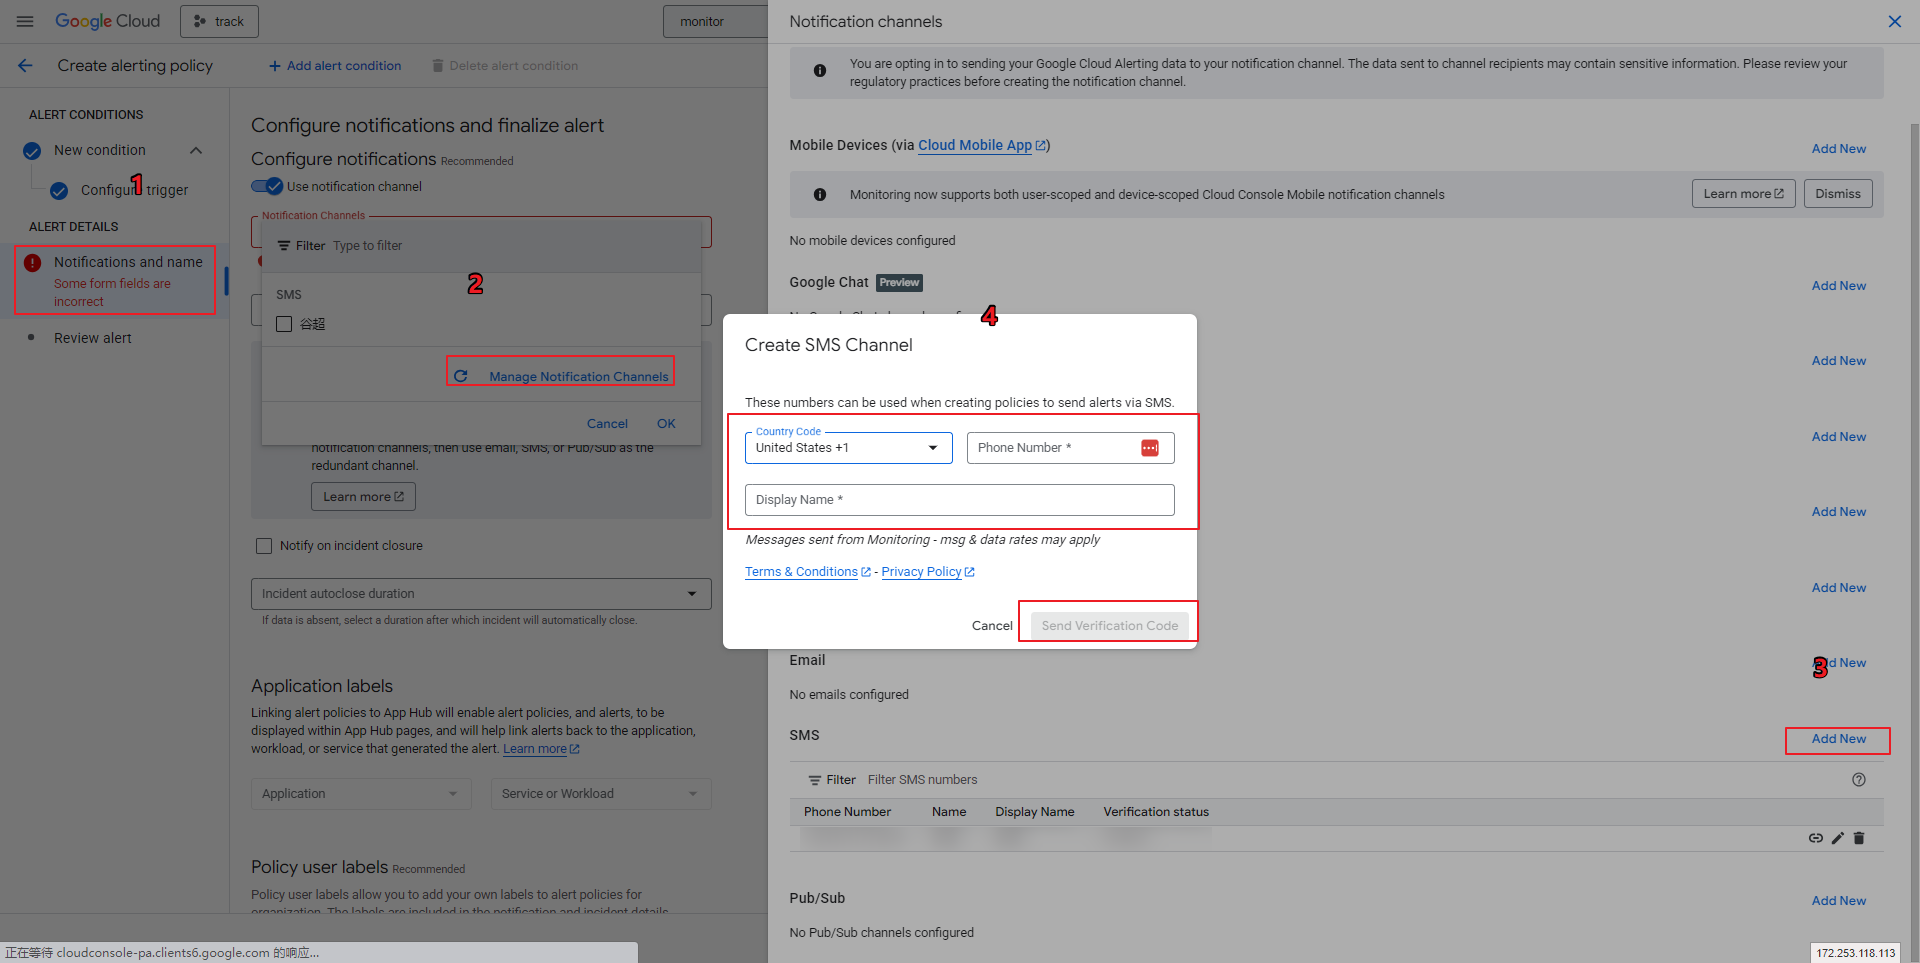 Google Cloud
track
monitor
Create alerting policy
Add alert condition
Delete alert condition
ALERT CONDITIONS
New condition
Configure trigger
1
ALERT DETAILS
Notifications and name
Some form fields are
incorrect
Review alert
Configure notifications and finalize alert
Configure notifications Recommended
Use notification channel
Notification Channels
Filter Type to filter
2
SMS
谷超
Manage Notification Channels
Cancel
OK
notification channels, then use email, SMS, or Pub/Sub as the
redundant channel.
Learn more
Notify on incident closure
Incident autoclose duration
If data is absent, select a duration after which incident will automatically close.
Application labels
Linking alert policies to App Hub will enable alert policies, and alerts, to be
displayed within App Hub pages, and will help link alerts back to the application,
workload, or service that generated the alert. Learn more
Application
Service or Workload
Policy user labels Recommended
Policy user labels allow you to add your own labels to alert policies for
organization. The labels are included in the notification and incident details
正在等待 cloudconsole-pa.clients6.google.com 的响应...
Notification channels
You are opting in to sending your Google Cloud Alerting data to your notification channel. The data sent to channel recipients may contain sensitive information. Please review your
regulatory practices before creating the notification channel.
Mobile Devices (via Cloud Mobile App)
Add New
Monitoring now supports both user-scoped and device-scoped Cloud Console Mobile notification channels
Learn more
Dismiss
No mobile devices configured
Google Chat Preview
Add New
4
Create SMS Channel
These numbers can be used when creating policies to send alerts via SMS.
Country Code
United States +1
Phone Number *
Display Name *
Messages sent from Monitoring - msg & data rates may apply
Terms & Conditions - Privacy Policy
Cancel
Send Verification Code
Add New
Add New
Add New
Add New
Email
Add New
3
No emails configured
SMS
Add New
Filter Filter SMS numbers
Phone Number Name Display Name Verification status
Pub/Sub
Add New
No Pub/Sub channels configured
172.253.118.113